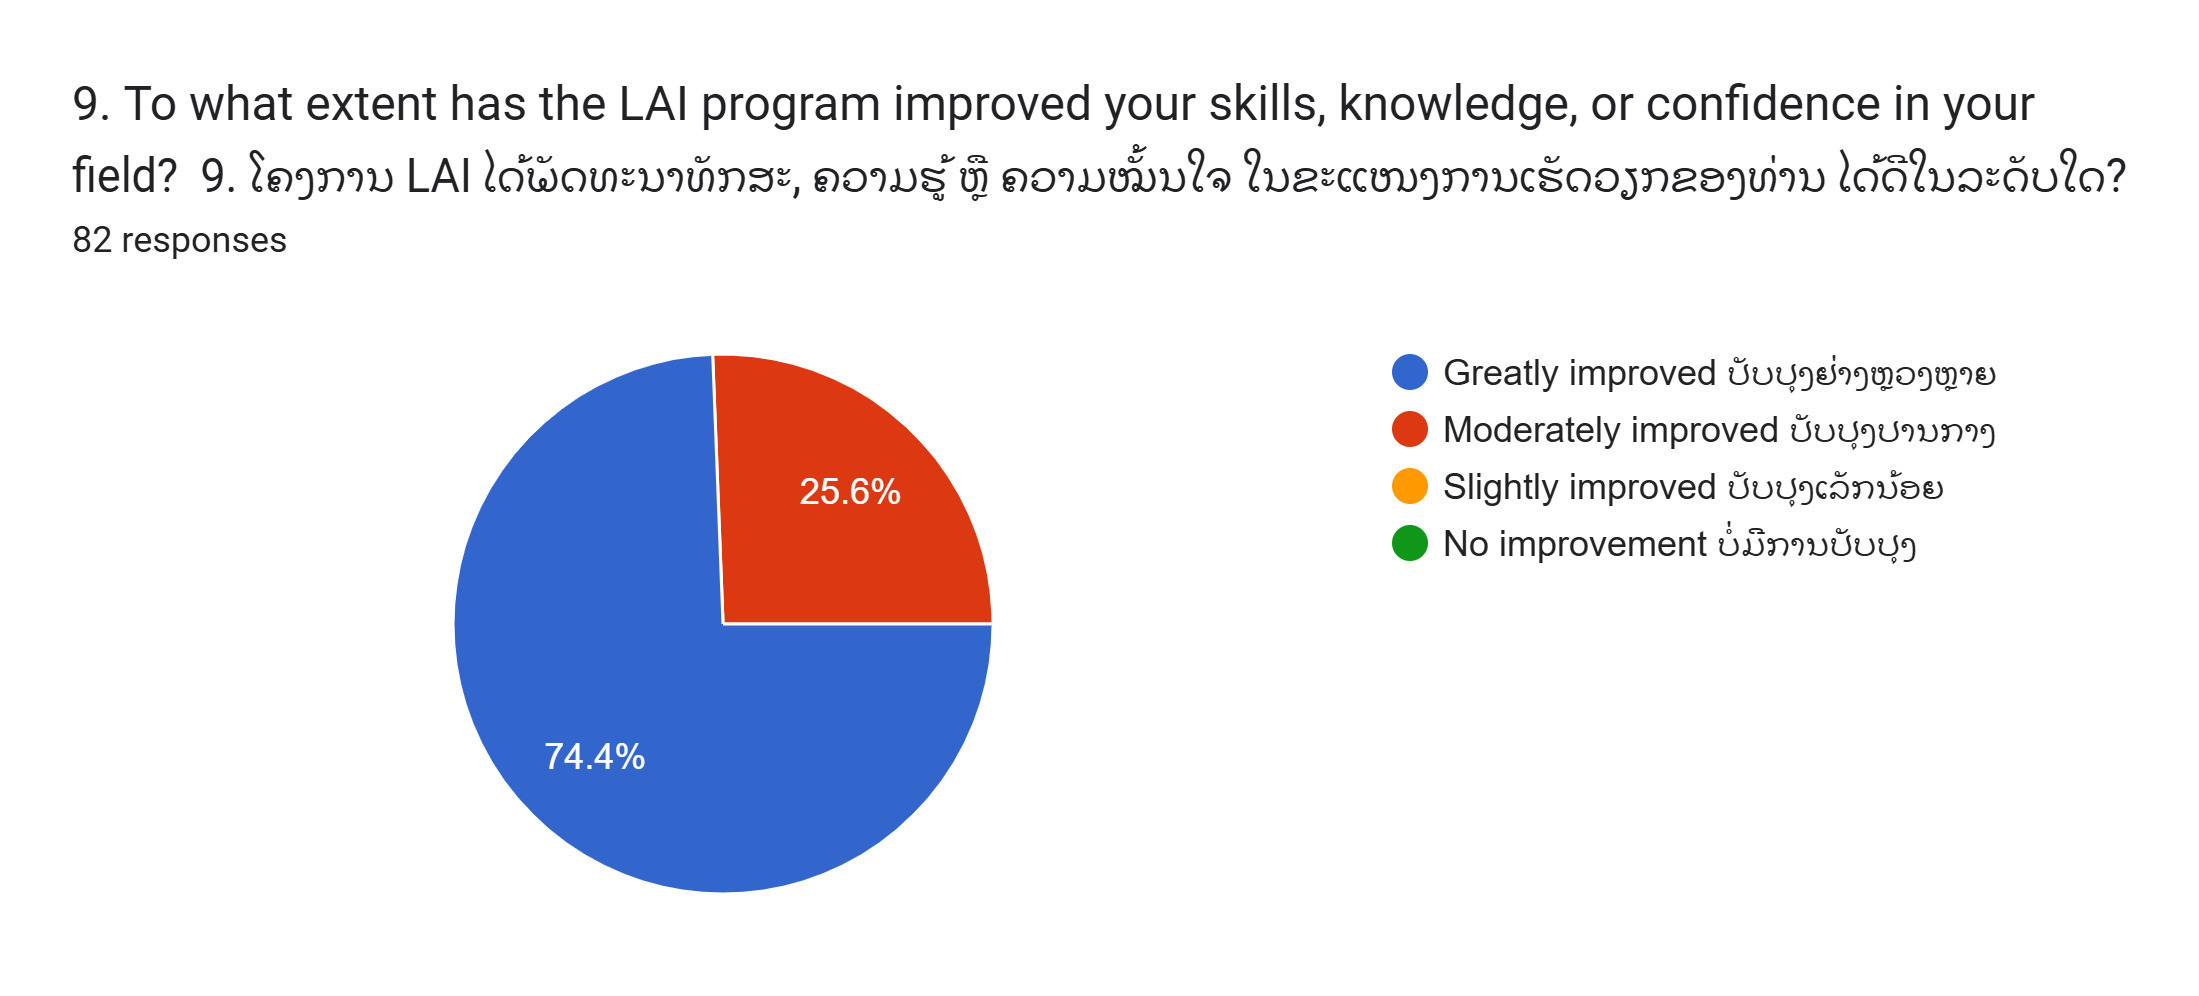 9. To what extent has the LAI program improved your skills, knowledge, or confidence in your
field?  9. ໂຄງການ LAI ໄດ້ພັດທະນາທັກສະ, ຄວາມຮູ້ ຫຼື ຄວາມໝັ້ນໃຈ ໃນຂະແໜງການເຮັດວຽກຂອງທ່ານ ໄດ້ດີໃນລະດັບໃດ?
82 responses
Greatly improved ປັບປຸງຢ່າງຫຼວງຫຼາຍ
Moderately improved ປັບປຸງປານກາງ
Slightly improved ປັບປຸງເລັກນ້ອຍ
No improvement ບໍ່ມີການປັບປຸງ
25.6%
74.4%